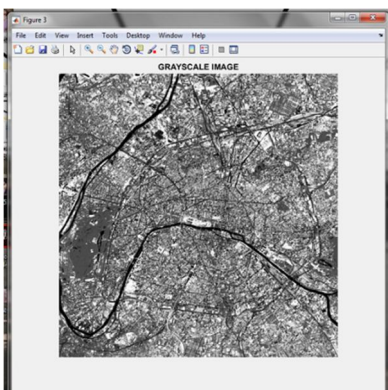 Figure 3
File Edit View Insert Tools Desktop Window Help
GRAYSCALE IMAGE